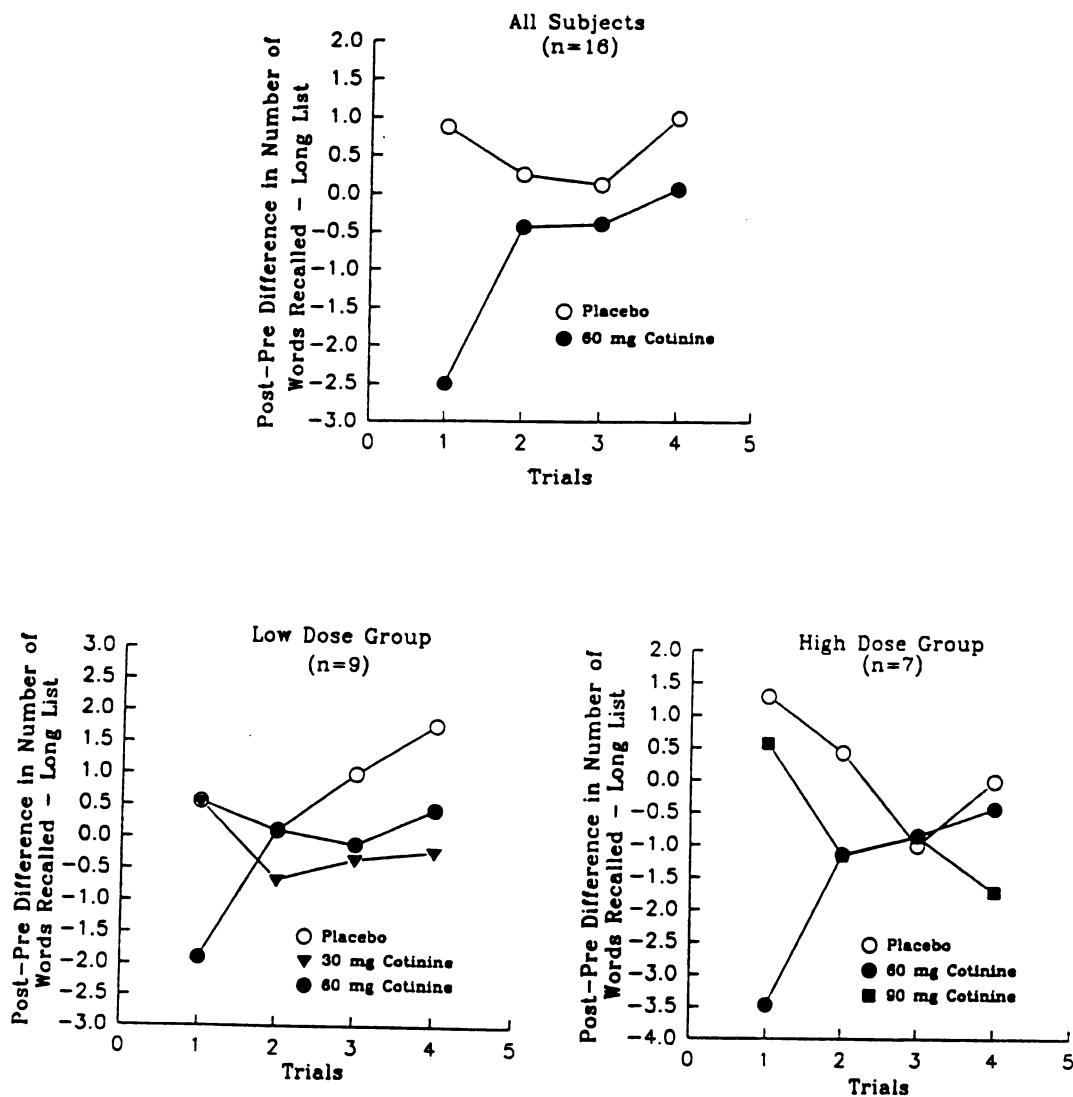 All Subjects
(n=16)
Post-Pre Difference in Number of
Words Recalled - Long List
2.0
1.5
1.0
0.5
0.0
-0.5
-1.0
-1.5
-2.0
-2.5
-3.0
Placebo
60 mg Cotinine
0
1
2
3
4
5
Trials
Low Dose Group
(n=9)
Post-Pre Difference in Number of
Words Recalled - Long List
3.0
2.5
2.0
1.5
1.0
0.5
0.0
-0.5
-1.0
-1.5
-2.0
-2.5
-3.0
Placebo
30 mg Cotinine
60 mg Cotinine
0
1
2
3
4
5
Trials
High Dose Group
(n=7)
Post-Pre Difference in Number of
Words Recalled - Long List
2.0
1.5
1.0
0.5
0.0
-0.5
-1.0
-1.5
-2.0
-2.5
-3.0
-3.5
-4.0
Placebo
60 mg Cotinine
90 mg Cotinine
0
1
2
3
4
5
Trials